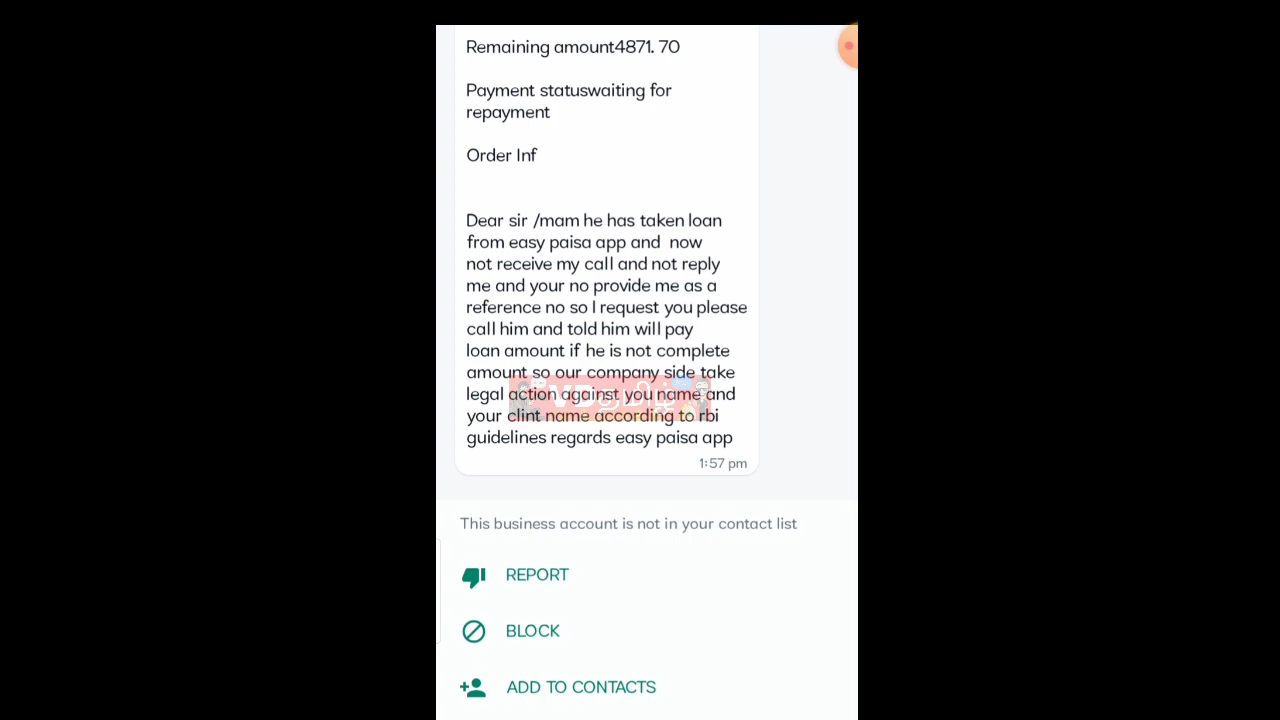 Remaining amount4871. 70
Payment statuswaiting for
repayment
Order Inf
Dear sir /mam he has taken loan
from easy paisa app and  now
not receive my call and not reply
me and your no provide me as a
reference no so I request you please
call him and told him will pay
loan amount if he is not complete
amount so our company side take
legal action against you name and
your clint name according to rbi
guidelines regards easy paisa app
VDதமிழ்
1:57 pm
This business account is not in your contact list
REPORT
BLOCK
ADD TO CONTACTS